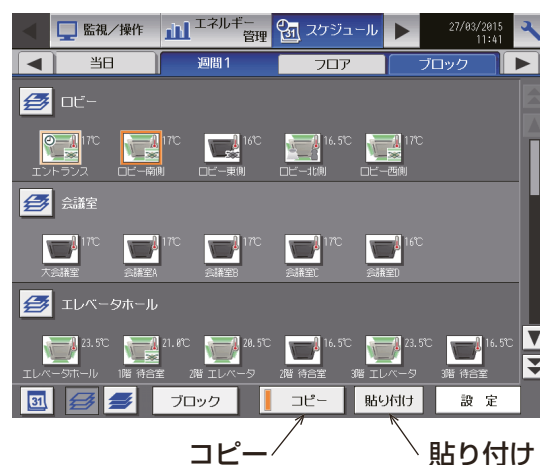 監視／操作 エネルギー管理 31 スケジュール 27/03/2015 11:41
当日 週間1 フロア ブロック
ロビー
17℃ 17℃ 16℃ 16.5℃ 17℃
エントランス ロビー南側 ロビー東側 ロビー北側 ロビー西側
会議室
17℃ 17℃ 17℃ 17℃ 16℃
大会議室 会議室A 会議室B 会議室C 会議室D
エレベータホール
23.5℃ 21.0℃ 20.5℃ 16.5℃ 23.5℃ 16.5℃
エレベータホール 1階 待合室 2階 エレベータ 2階 待合室 3階 エレベータ 3階 待合室
31 ブロック コピー 貼り付け 設 定
コピー 貼り付け